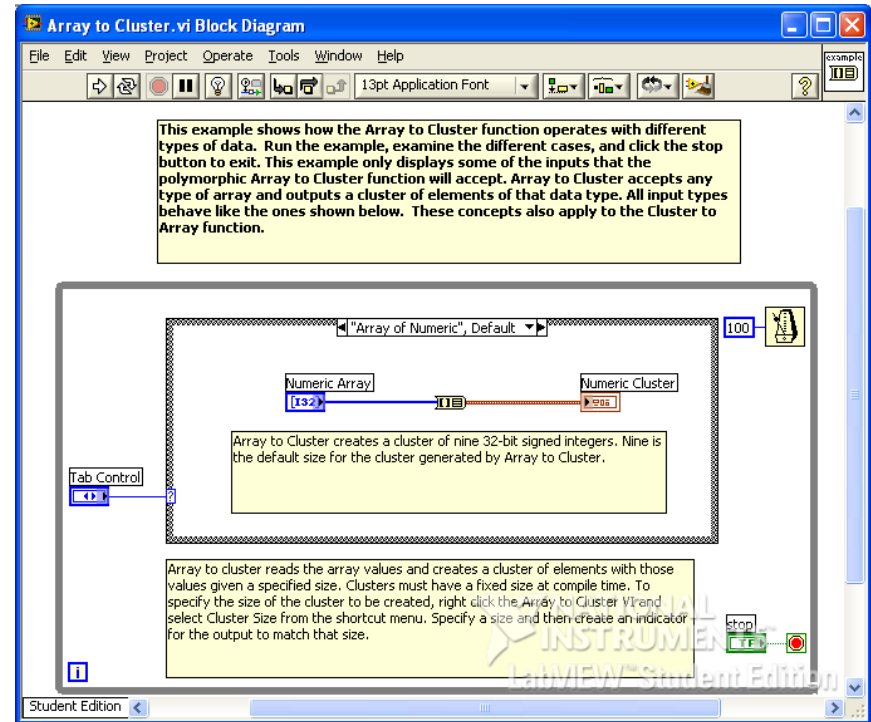 Array to Cluster.vi Block Diagram
File Edit View Project Operate Tools Window Help
example
13pt Application Font
?
This example shows how the Array to Cluster function operates with different
types of data. Run the example, examine the different cases, and click the stop
button to exit. This example only displays some of the inputs that the
polymorphic Array to Cluster function will accept. Array to Cluster accepts any
type of array and outputs a cluster of elements of that data type. All input types
behave like the ones shown below. These concepts also apply to the Cluster to
Array function.
"Array of Numeric", Default
100
Numeric Array
Numeric Cluster
[I32]
Array to Cluster creates a cluster of nine 32-bit signed integers. Nine is
the default size for the cluster generated by Array to Cluster.
Tab Control
?
Array to cluster reads the array values and creates a cluster of elements with those
values given a specified size. Clusters must have a fixed size at compile time. To
specify the size of the cluster to be created, right click the Array to Cluster VI and
select Cluster Size from the shortcut menu. Specify a size and then create an indicator
for the output to match that size.
stop
TF
i
NATIONAL
INSTRUMENTS™
LabVIEW™ Student Edition
Student Edition